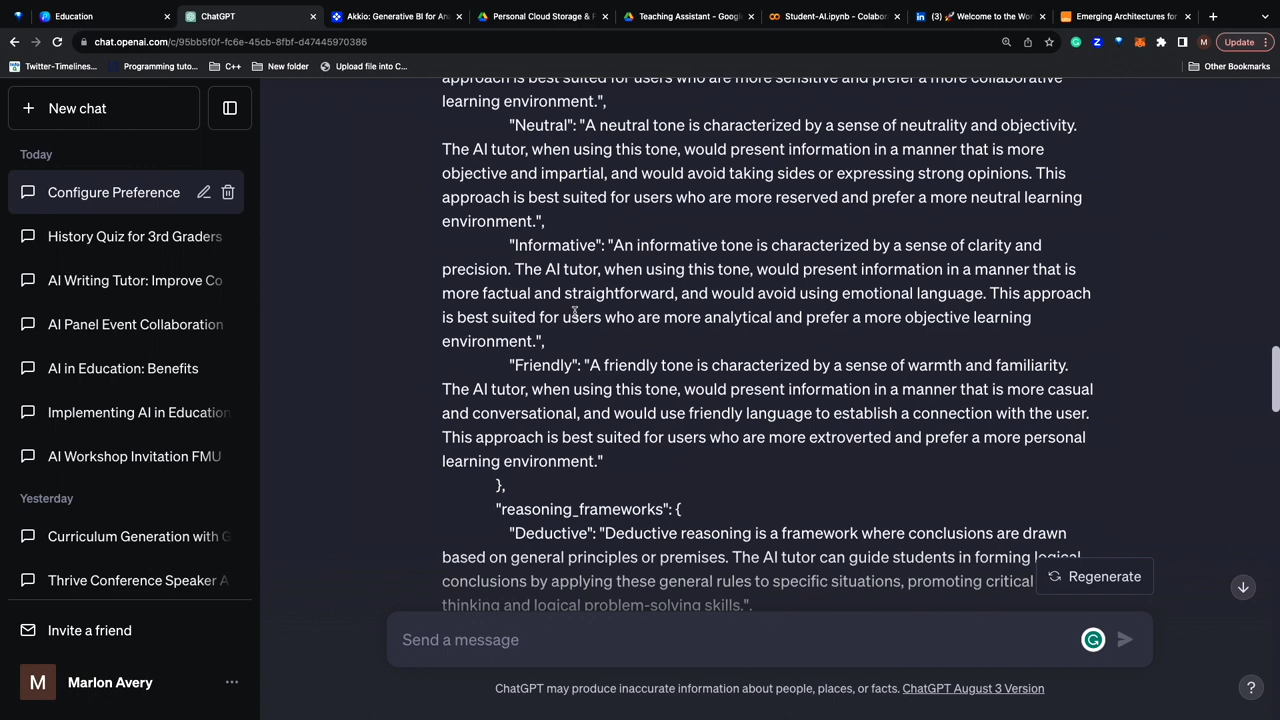 Education
ChatGPT
Akkio: Generative BI for An
Personal Cloud Storage & F
Teaching Assistant - Google
Student-AI.ipynb - Colabora
(3) 🚀 Welcome to the Wor
Emerging Architectures for
chat.openai.com/c/95bb5f0f-fc6e-45cb-8fbf-d47445970386
Update
Twitter-Timelines...
Programming tuto...
C++
New folder
Upload file into C...
Other Bookmarks
New chat
Today
Configure Preference
History Quiz for 3rd Graders
AI Writing Tutor: Improve Co
AI Panel Event Collaboration
AI in Education: Benefits
Implementing AI in Education
AI Workshop Invitation FMU
Yesterday
Curriculum Generation with G
Thrive Conference Speaker A
Invite a friend
M
Marlon Avery
approach is best suited for users who are more sensitive and prefer a more collaborative
learning environment.",
"Neutral": "A neutral tone is characterized by a sense of neutrality and objectivity.
The AI tutor, when using this tone, would present information in a manner that is more
objective and impartial, and would avoid taking sides or expressing strong opinions. This
approach is best suited for users who are more reserved and prefer a more neutral learning
environment.",
"Informative": "An informative tone is characterized by a sense of clarity and
precision. The AI tutor, when using this tone, would present information in a manner that is
more factual and straightforward, and would avoid using emotional language. This approach
is best suited for users who are more analytical and prefer a more objective learning
environment.",
"Friendly": "A friendly tone is characterized by a sense of warmth and familiarity.
The AI tutor, when using this tone, would present information in a manner that is more casual
and conversational, and would use friendly language to establish a connection with the user.
This approach is best suited for users who are more extroverted and prefer a more personal
learning environment."
},
"reasoning_frameworks": {
"Deductive": "Deductive reasoning is a framework where conclusions are drawn
based on general principles or premises. The AI tutor can guide students in forming logical
conclusions by applying these general rules to specific situations, promoting critical
thinking and logical problem-solving skills.",
Regenerate
Send a message
ChatGPT may produce inaccurate information about people, places, or facts. ChatGPT August 3 Version
?